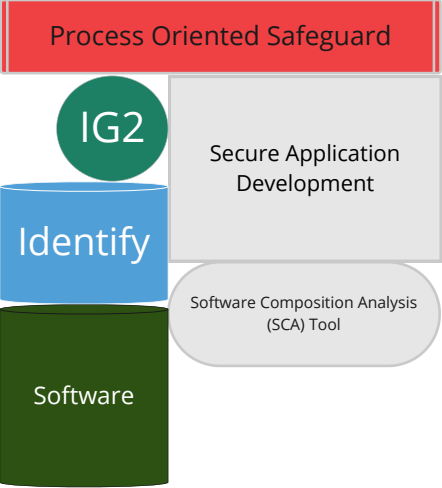 Process Oriented Safeguard
IG2
Secure Application
Development
Identify
Software Composition Analysis
(SCA) Tool
Software